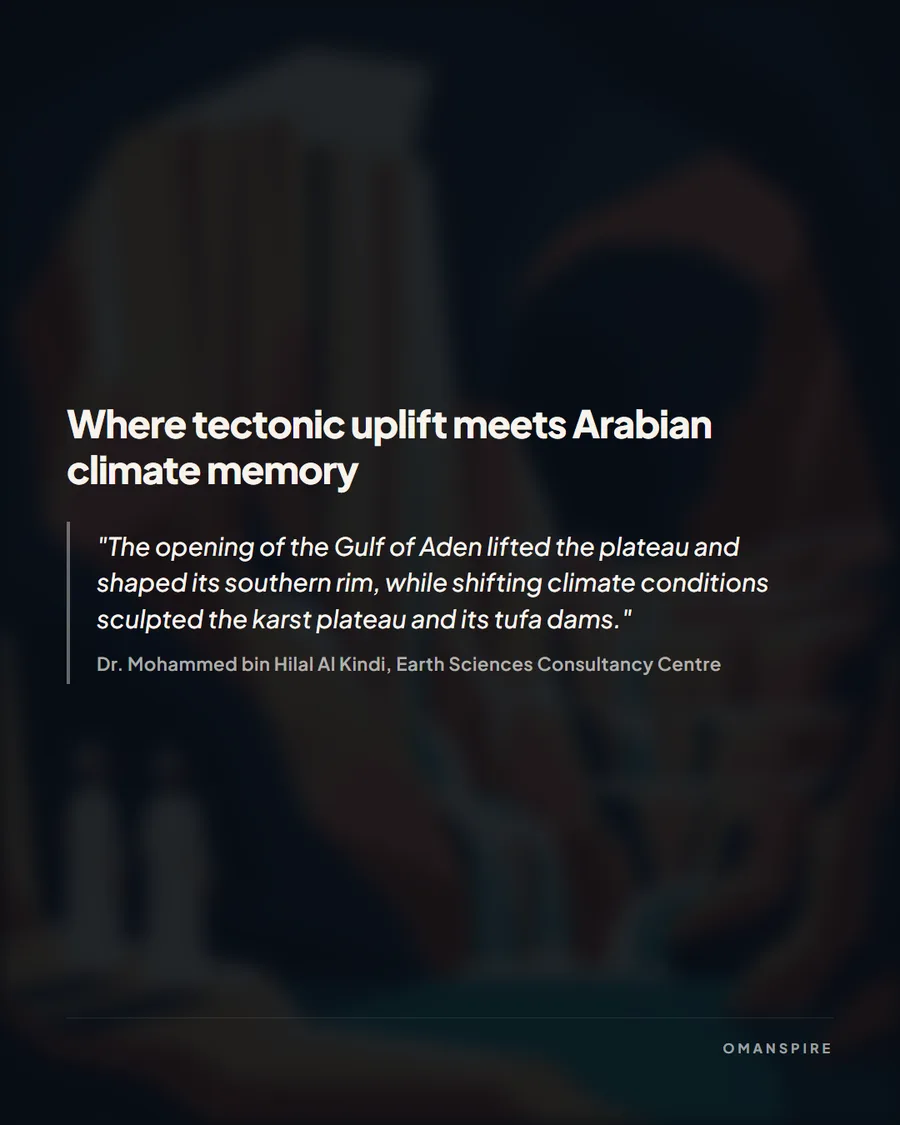 Where tectonic uplift meets Arabian
climate memory
"The opening of the Gulf of Aden lifted the plateau and
shaped its southern rim, while shifting climate conditions
sculpted the karst plateau and its tufa dams."
Dr. Mohammed bin Hilal Al Kindi, Earth Sciences Consultancy Centre
OMANSPIRE